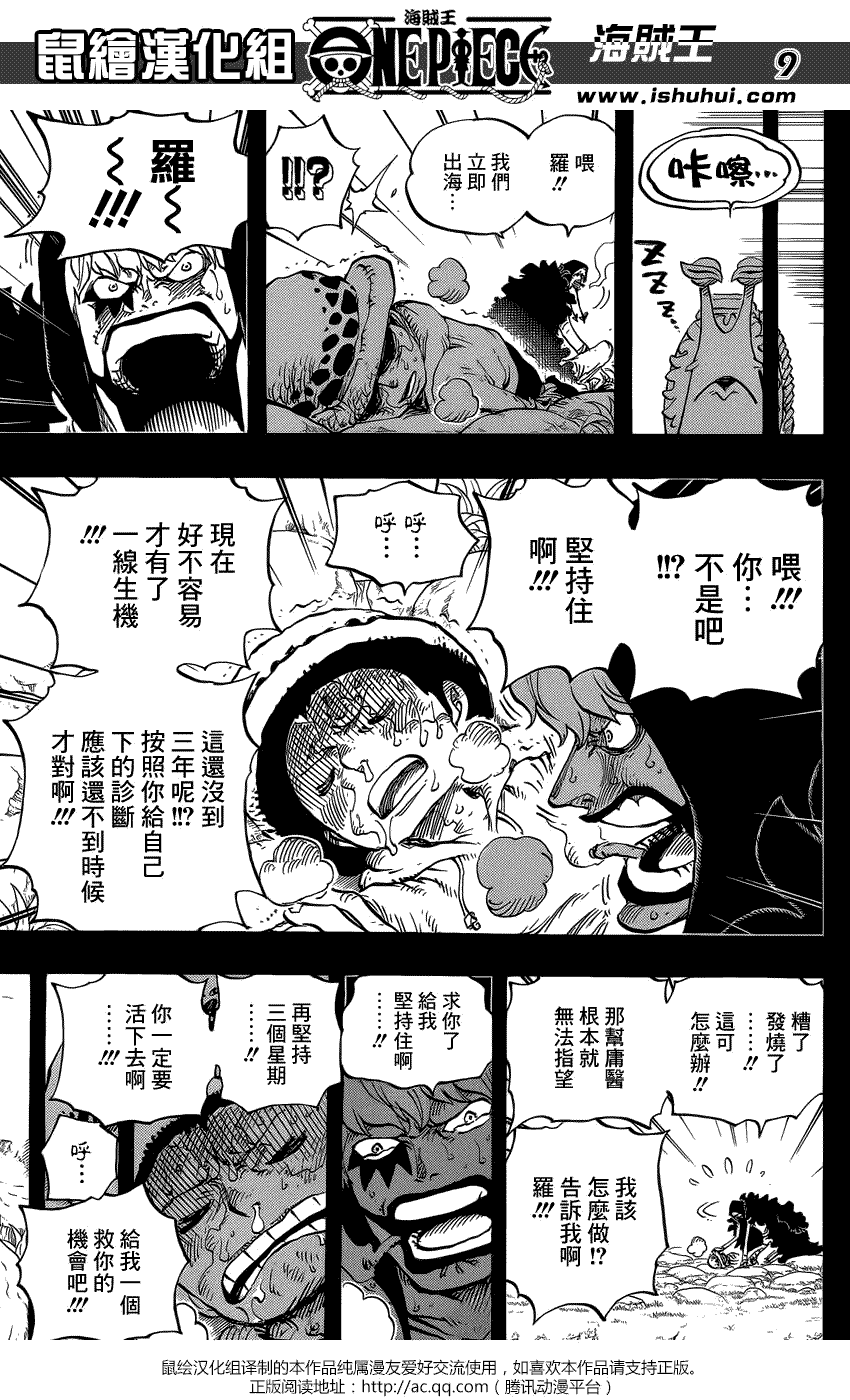 鼠繪漢化組
海賊王
ONE PIECE
海賊王
9
www.ishuhui.com
咔嚓…
ZZZZ…
喂
羅!!
我們
立即
出海…
!!?
羅
~~!!!
喂!!!
你…
不是吧
!!?
堅持住
啊!!!
呼…
呼…
現在
好不容易
才有了
一線生機
!!!
這還沒到
三年呢!!?
按照你給自己
下的診斷
應該還不到時候
才對啊!!!
糟了
發燒了
……!!
這可
怎麼辦!!
那幫庸醫
根本就
無法指望
我該
怎麼做!?
告訴我啊
羅!!!
求你了
給我
堅持住啊
……!!
再堅持
三個星期
……!!
你一定要
活下去啊
……!!
呼…
給我一個
救你的
機會吧!!!
鼠绘汉化组译制的本作品纯属漫友爱好交流使用，如喜欢本作品请支持正版。
正版阅读地址：http://ac.qq.com（腾讯动漫平台）